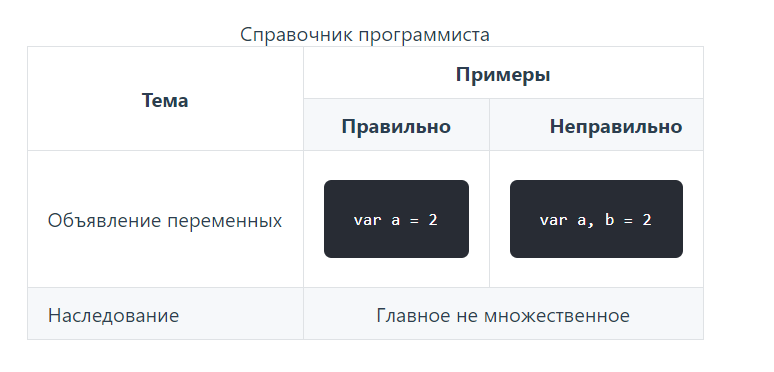 Справочник программиста
Тема
Примеры
Правильно
Неправильно
Объявление переменных
var a = 2
var a, b = 2
Наследование
Главное не множественное